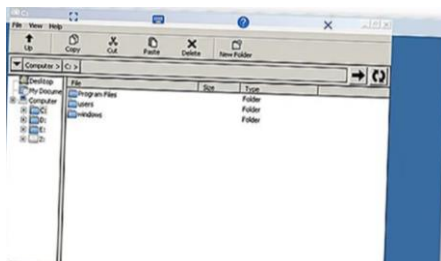 C:
File View Help
Up Copy Cut Paste Delete New Folder
Computer > C: >
Desktop
My Docume
Computer
C:
D:
E:
Z:
File Size Type
Program Files Folder
users Folder
windows Folder